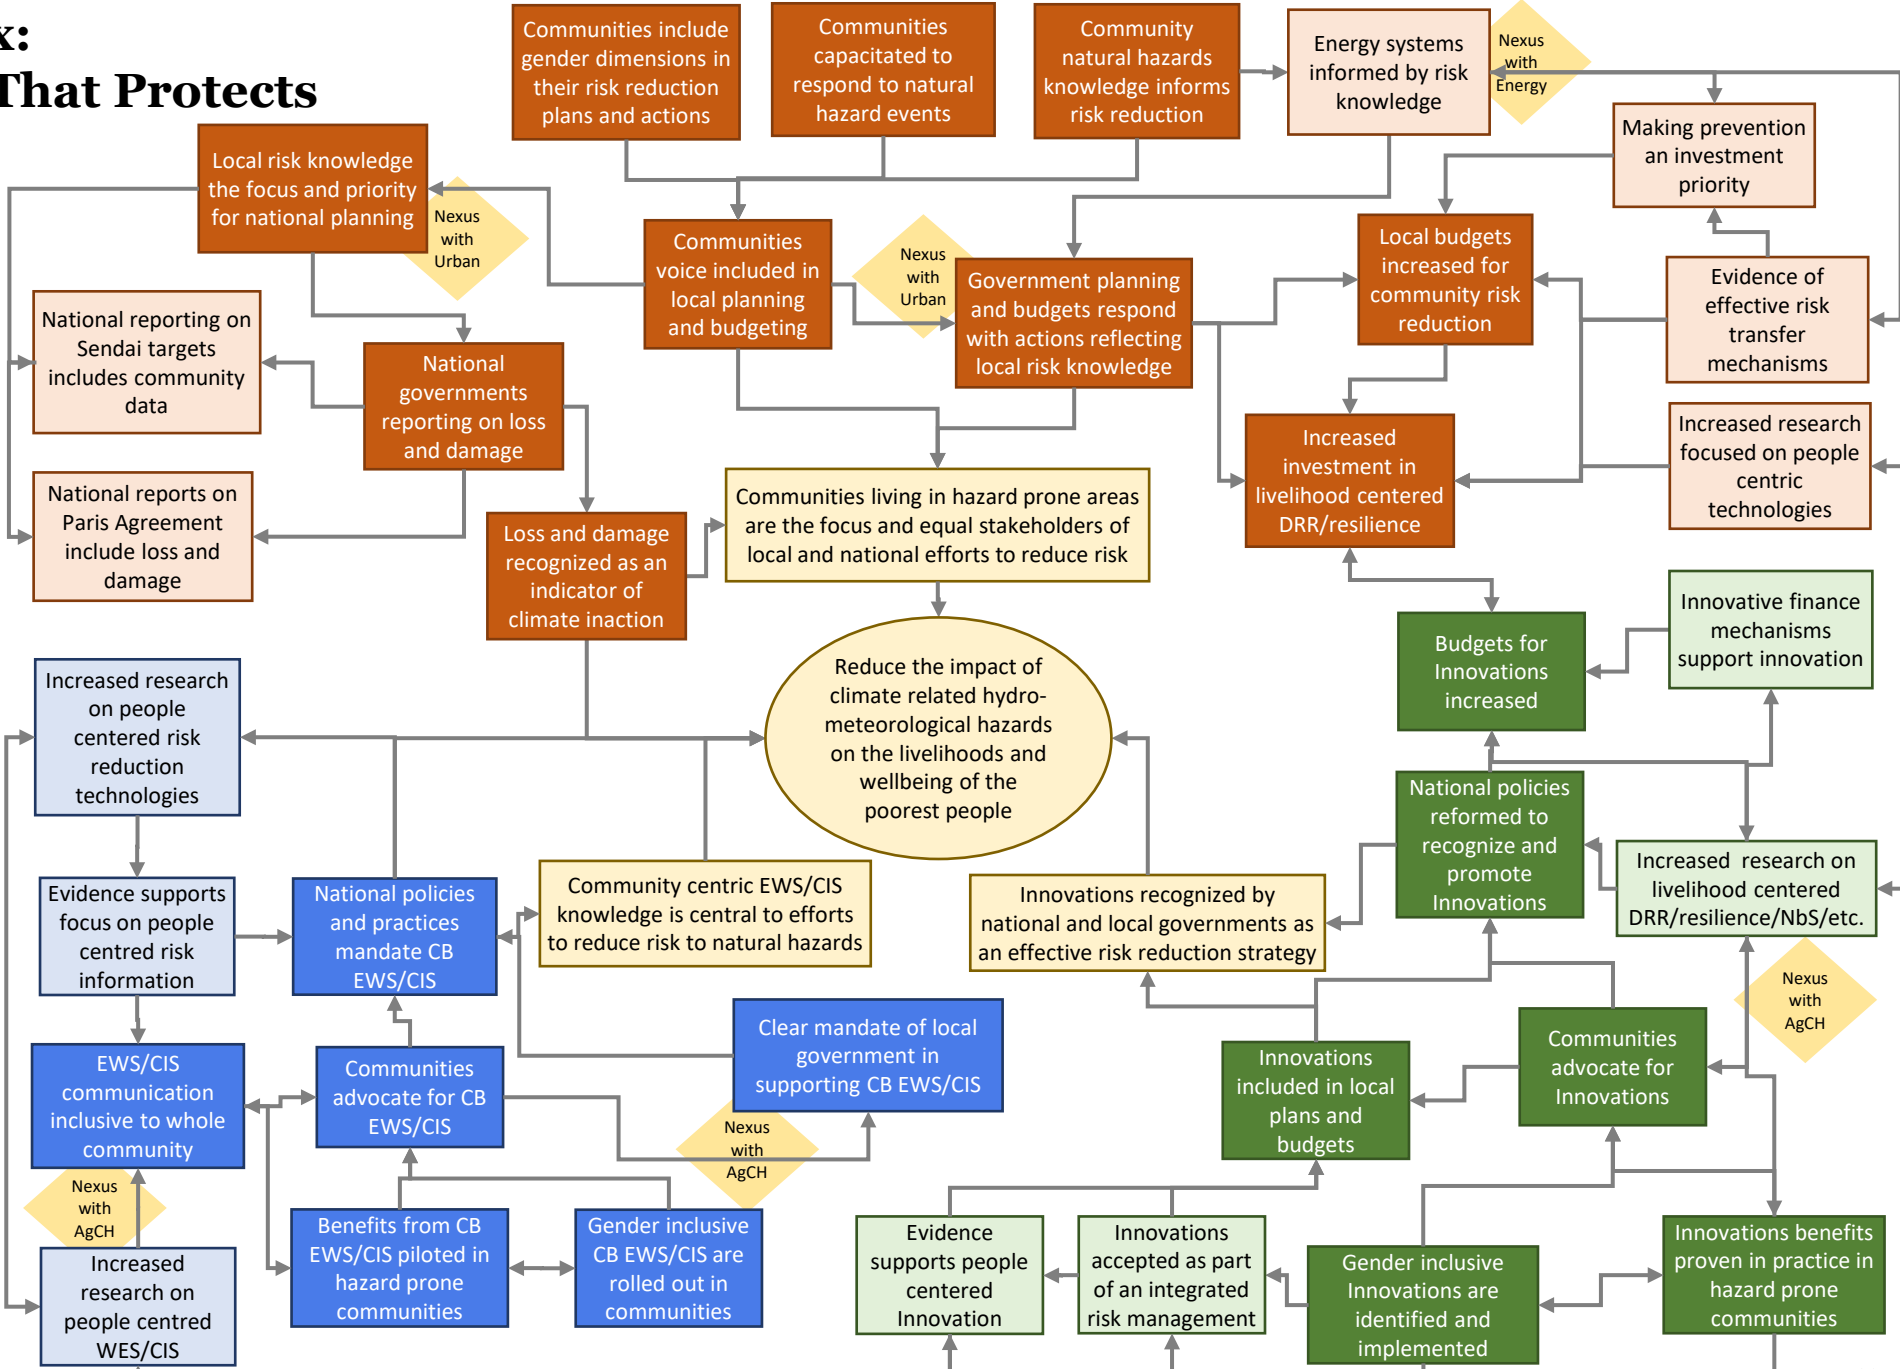 x:
That Protects
Communities include
gender dimensions in
their risk reduction
plans and actions
Communities
capacitated to
respond to natural
hazard events
Community
natural hazards
knowledge informs
risk reduction
Energy systems
informed by risk
knowledge
Nexus
with
Energy
Making prevention
an investment
priority
Local risk knowledge
the focus and priority
for national planning
Nexus
with
Urban
Communities
voice included in
local planning
and budgeting
Nexus
with
Urban
Government planning
and budgets respond
with actions reflecting
local risk knowledge
Local budgets
increased for
community risk
reduction
Evidence of
effective risk
transfer
mechanisms
National reporting on
Sendai targets
includes community
data
National
governments
reporting on loss
and damage
Increased
investment in
livelihood centered
DRR/resilience
Increased research
focused on people
centric
technologies
National reports on
Paris Agreement
include loss and
damage
Loss and damage
recognized as an
indicator of
climate inaction
Communities living in hazard prone areas
are the focus and equal stakeholders of
local and national efforts to reduce risk
Innovative finance
mechanisms
support innovation
Budgets for
Innovations
increased
Reduce the impact of
climate related hydro-
meteorological hazards
on the livelihoods and
wellbeing of the
poorest people
Increased research
on people
centered risk
reduction
technologies
National policies
reformed to
recognize and
promote
Innovations
Increased research on
livelihood centered
DRR/resilience/NbS/etc.
Evidence supports
focus on people
centred risk
information
National policies
and practices
mandate CB
EWS/CIS
Community centric EWS/CIS
knowledge is central to efforts
to reduce risk to natural hazards
Innovations recognized by
national and local governments as
an effective risk reduction strategy
Nexus
with
AgCH
Clear mandate of local
government in
supporting CB EWS/CIS
EWS/CIS
communication
inclusive to whole
community
Communities
advocate for CB
EWS/CIS
Innovations
included in local
plans and
budgets
Communities
advocate for
Innovations
Nexus
with
AgCH
Nexus
with
AgCH
Benefits from CB
EWS/CIS piloted in
hazard prone
communities
Gender inclusive
CB EWS/CIS are
rolled out in
communities
Evidence
supports people
centered
Innovation
Innovations
accepted as part
of an integrated
risk management
Gender inclusive
Innovations are
identified and
implemented
Innovations benefits
proven in practice in
hazard prone
communities
Increased
research on
people centred
WES/CIS